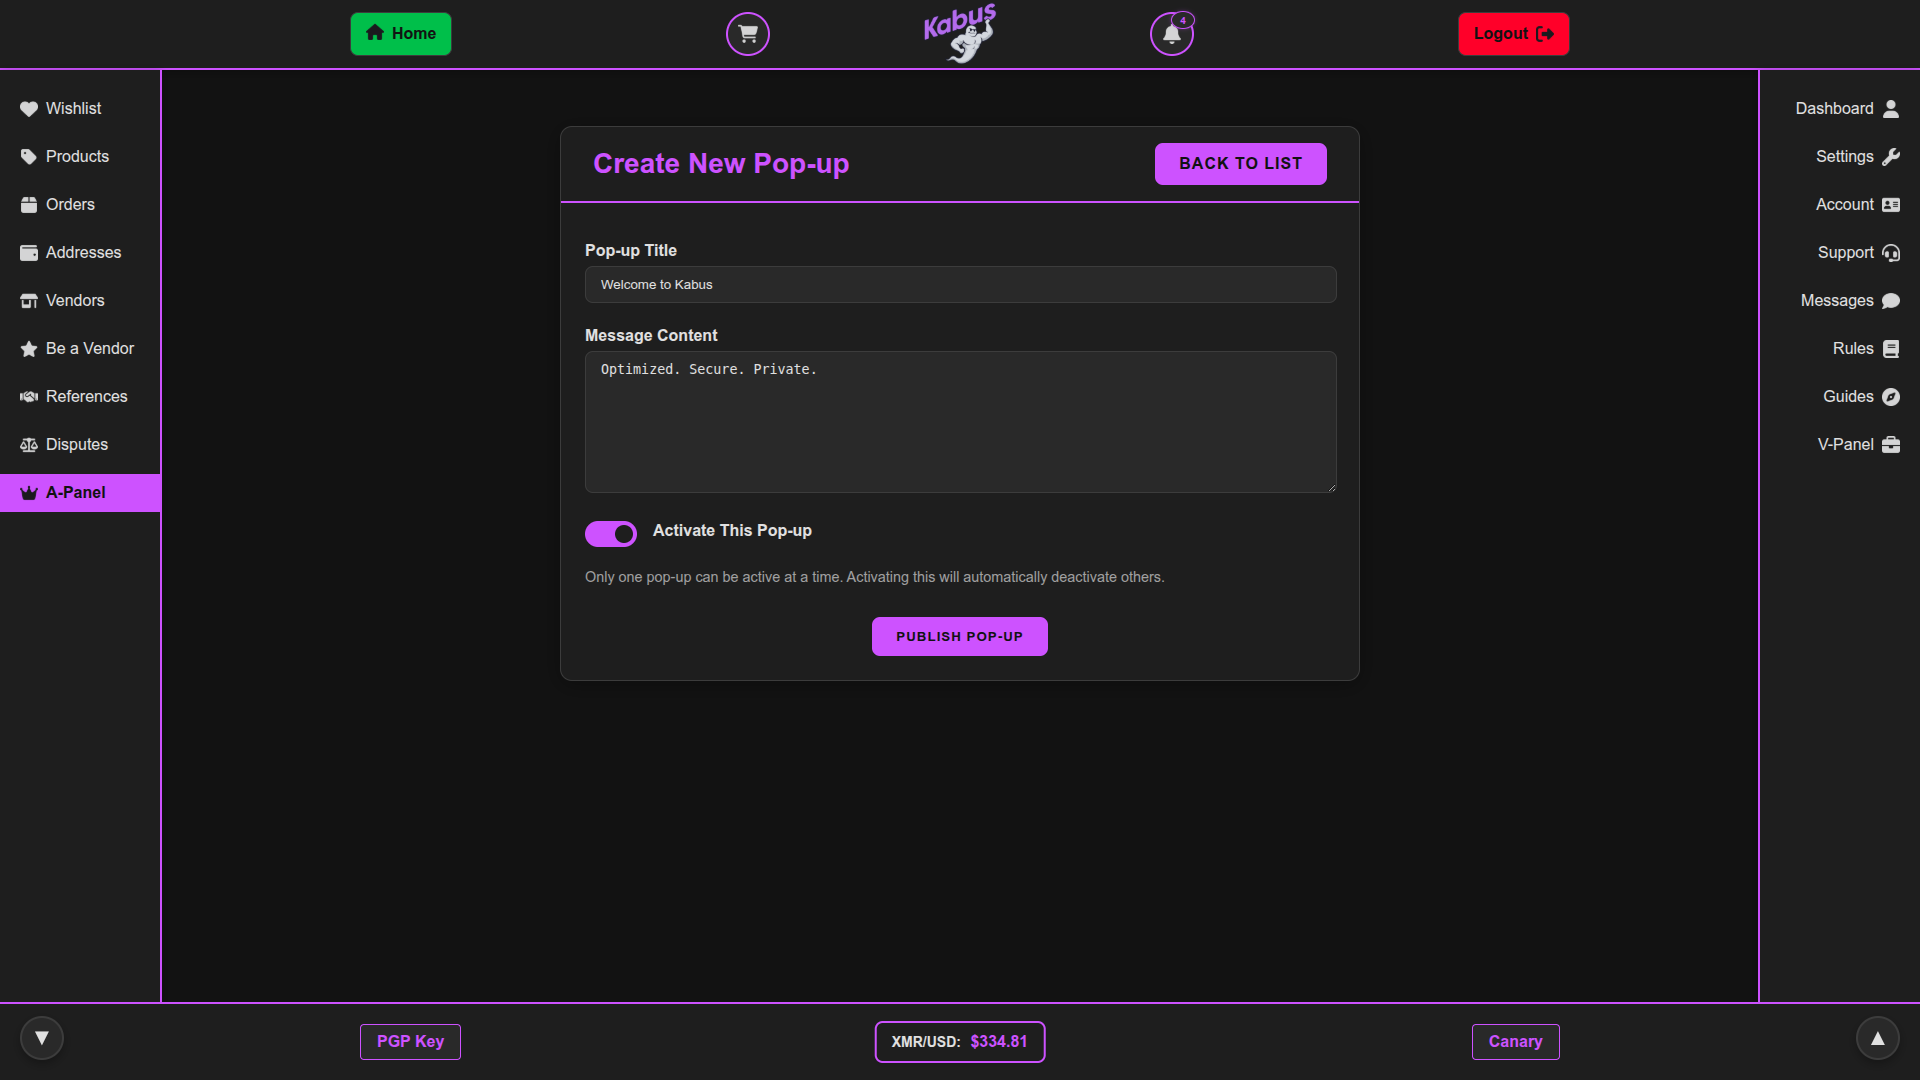 Home
Kabus
4
Logout
Wishlist
Products
Orders
Addresses
Vendors
Be a Vendor
References
Disputes
A-Panel
Create New Pop-up
BACK TO LIST
Pop-up Title
Welcome to Kabus
Message Content
Optimized. Secure. Private.
Activate This Pop-up
Only one pop-up can be active at a time. Activating this will automatically deactivate others.
PUBLISH POP-UP
Dashboard
Settings
Account
Support
Messages
Rules
Guides
V-Panel
PGP Key
XMR/USD: $334.81
Canary